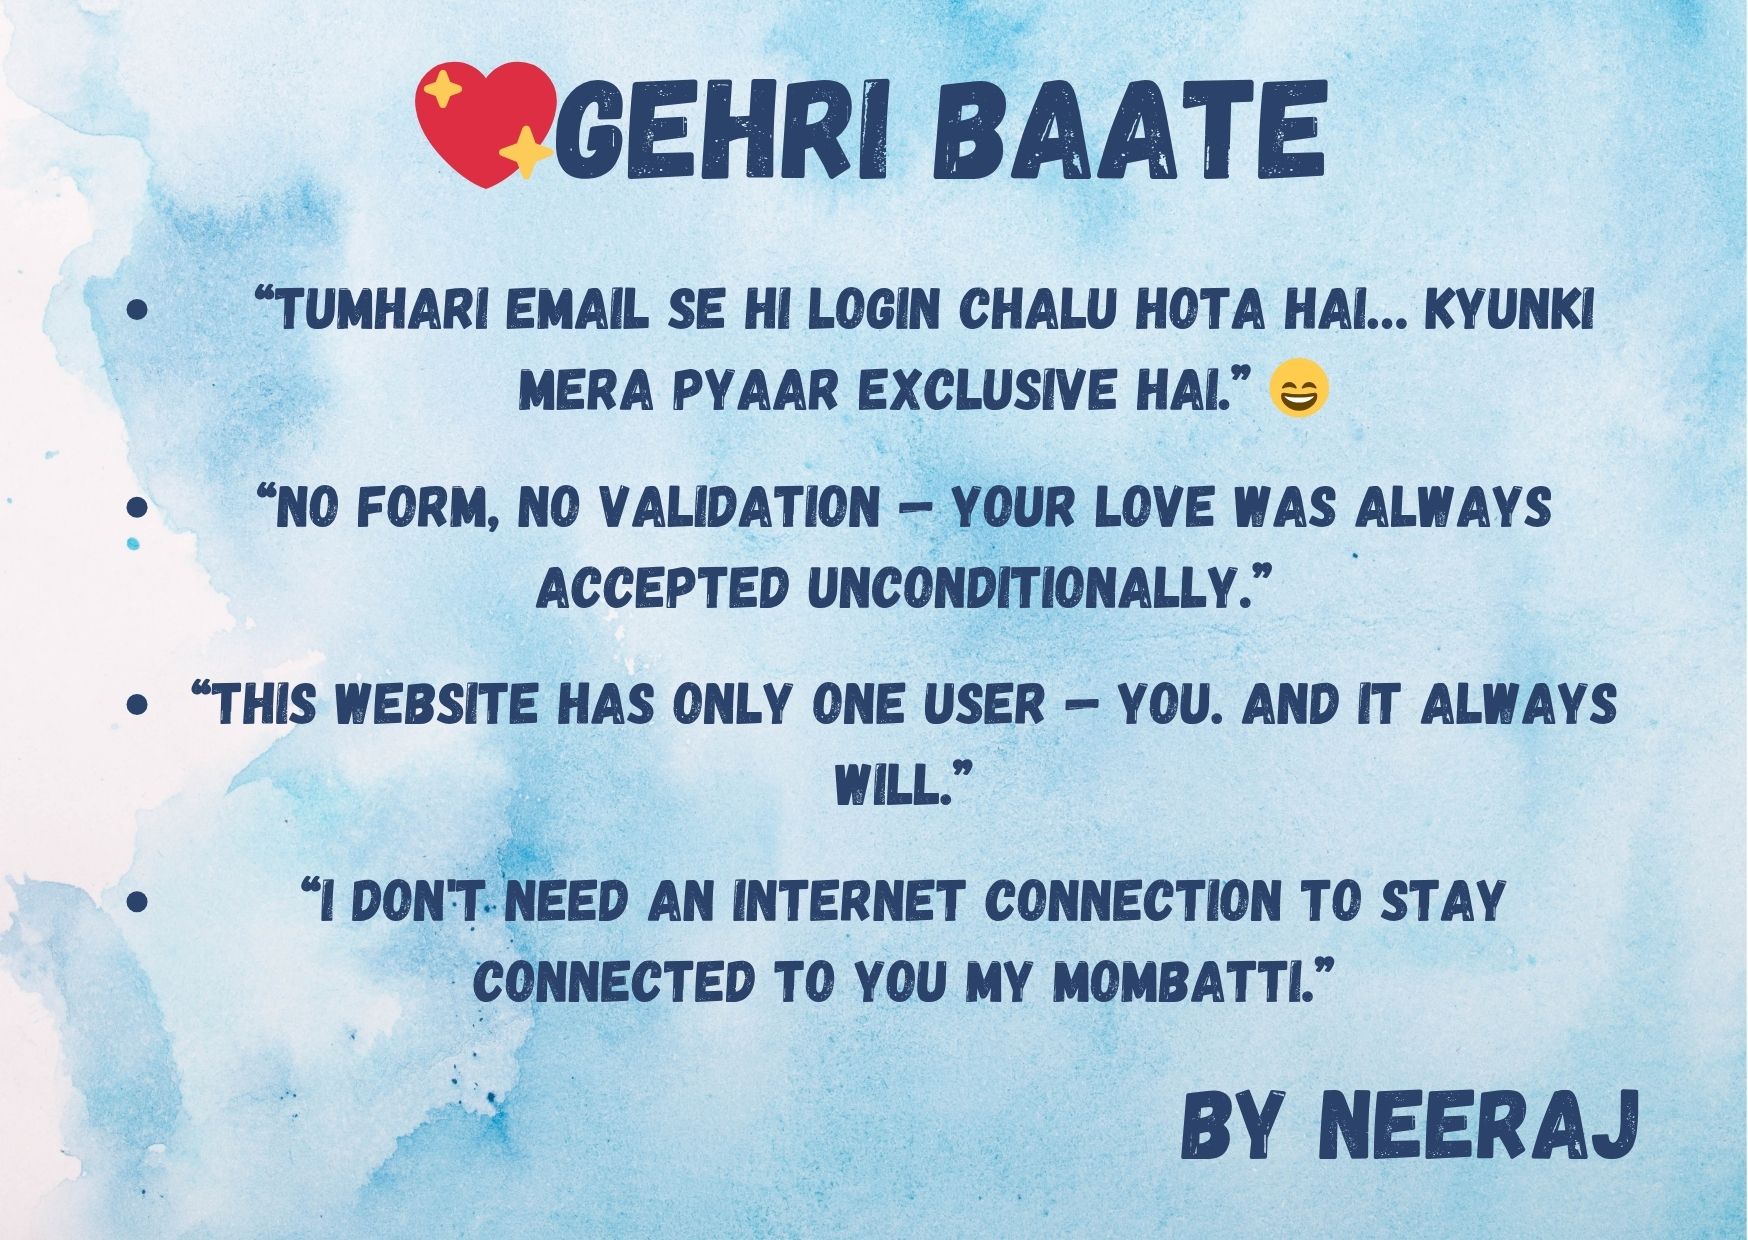 💖GEHRI BAATE
• “TUMHARI EMAIL SE HI LOGIN CHALU HOTA HAI... KYUNKI
MERA PYAAR EXCLUSIVE HAI.” 😄
• “NO FORM, NO VALIDATION – YOUR LOVE WAS ALWAYS
ACCEPTED UNCONDITIONALLY.”
• “THIS WEBSITE HAS ONLY ONE USER – YOU. AND IT ALWAYS
WILL.”
• “I DON'T NEED AN INTERNET CONNECTION TO STAY
CONNECTED TO YOU MY MOMBATTI.”
BY NEERAJ